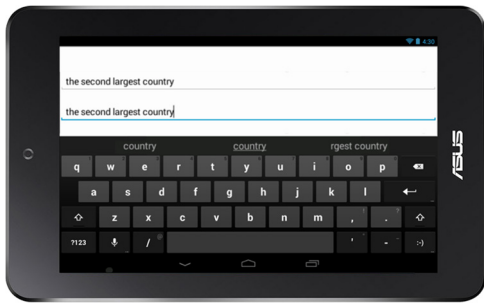 4:30
the second largest country
the second largest country
country country rgest country
q w e r t y u i o p
a s d f g h j k l
z x c v b n m , .
?123 / ' - :-)
ASUS